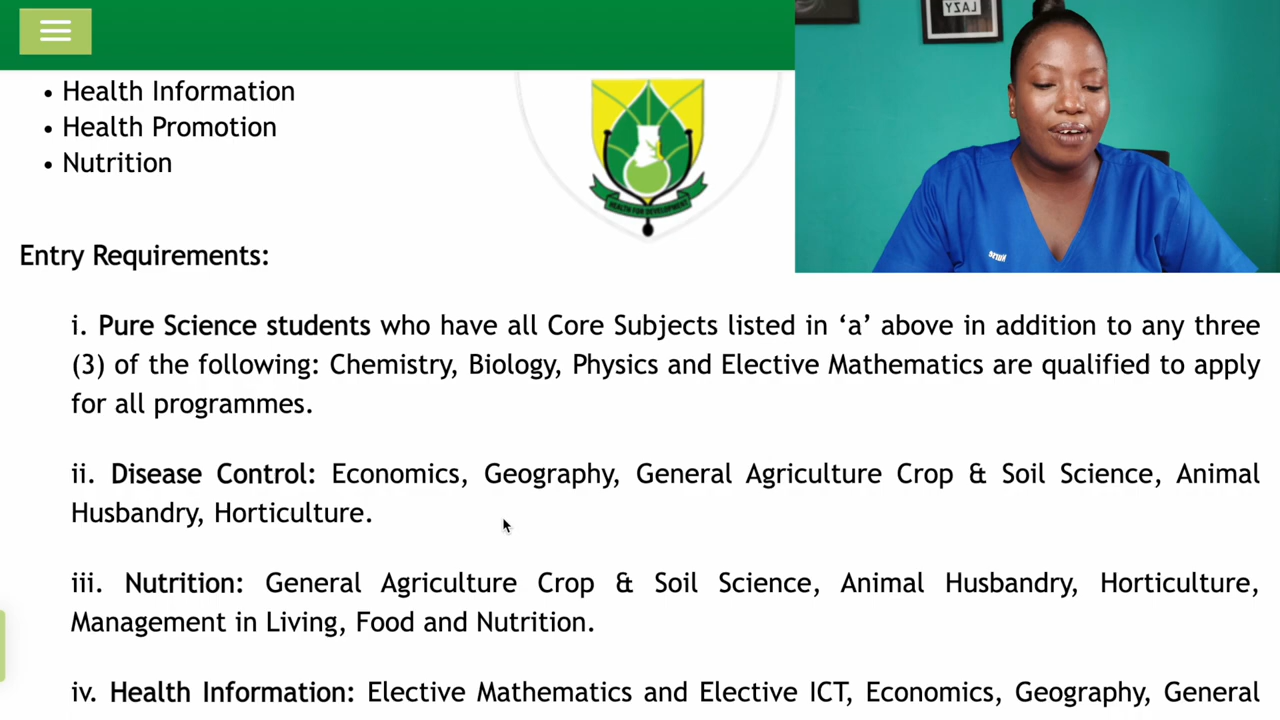 LAZY
• Health Information
• Health Promotion
• Nutrition
HEALTH FOR DEVELOPMENT
Nurse
Entry Requirements:
i. Pure Science students who have all Core Subjects listed in ‘a’ above in addition to any three
(3) of the following: Chemistry, Biology, Physics and Elective Mathematics are qualified to apply
for all programmes.
ii. Disease Control: Economics, Geography, General Agriculture Crop & Soil Science, Animal
Husbandry, Horticulture.
iii. Nutrition: General Agriculture Crop & Soil Science, Animal Husbandry, Horticulture,
Management in Living, Food and Nutrition.
iv. Health Information: Elective Mathematics and Elective ICT, Economics, Geography, General